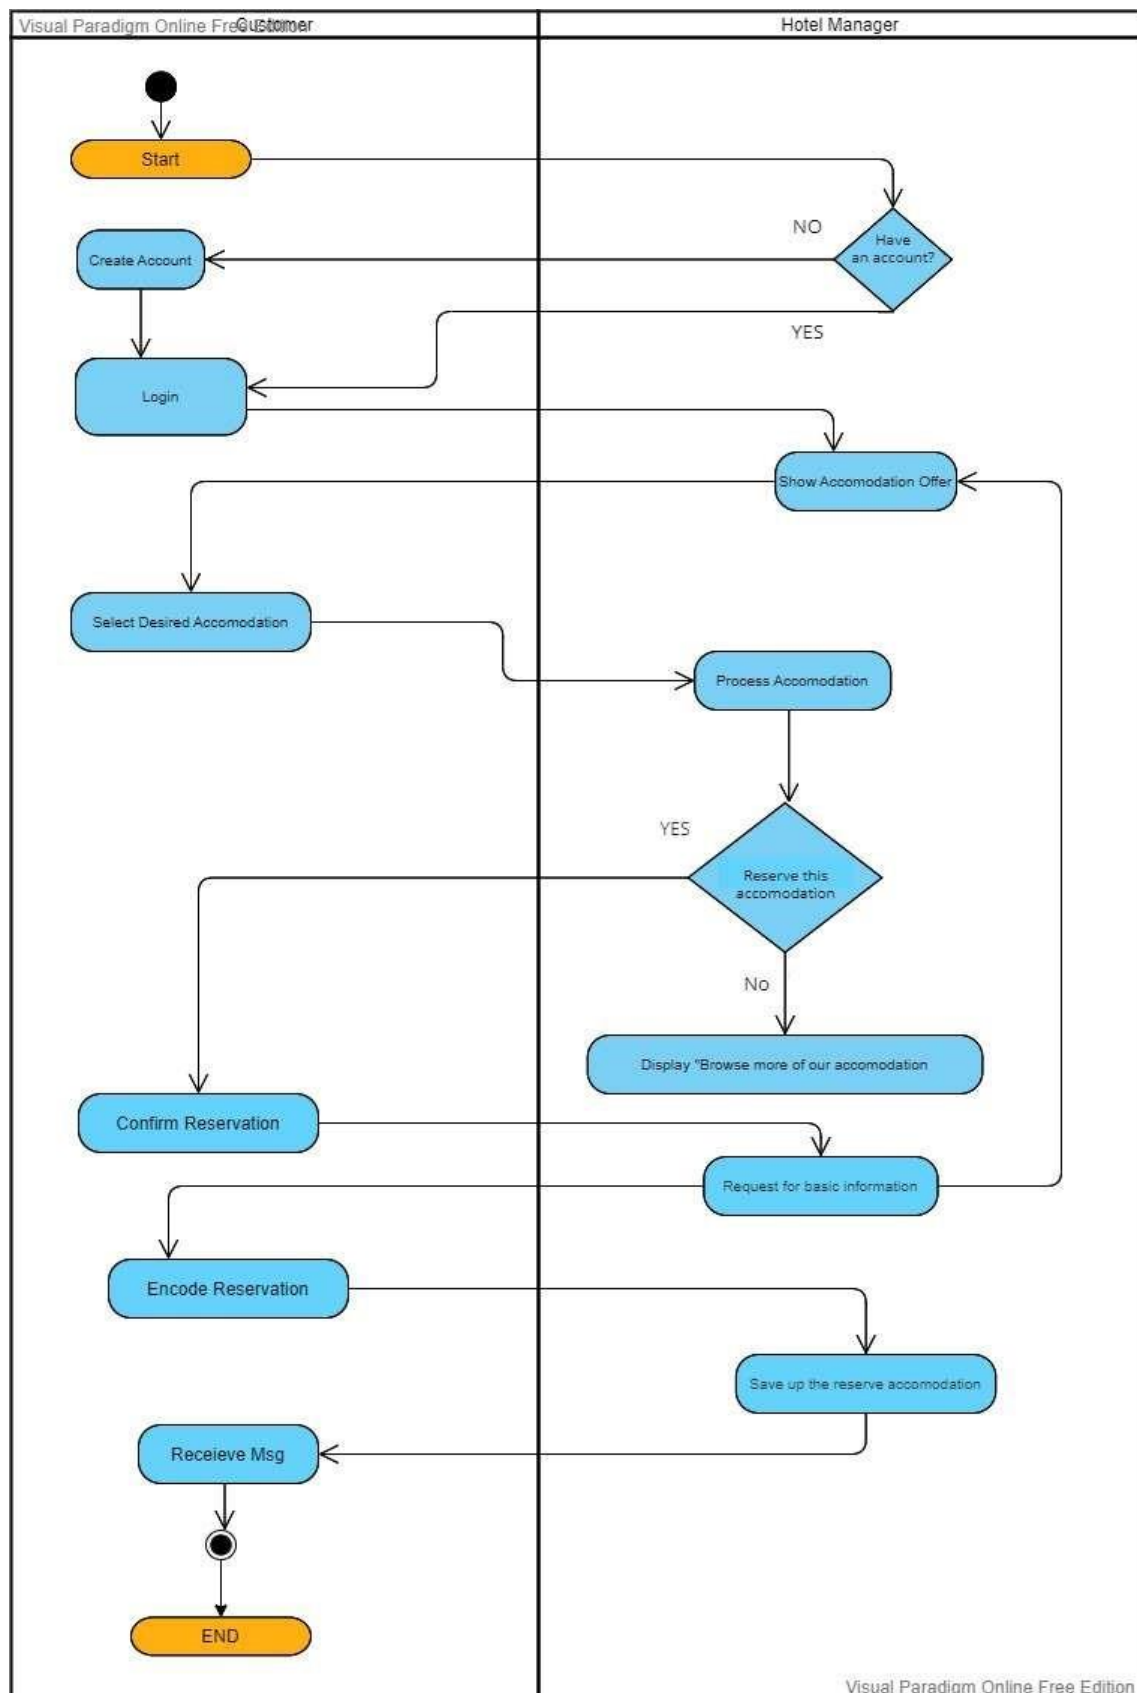 Visual Paradigm Online Free Edition
Customer
Hotel Manager
Start
NO
Have
an account?
Create Account
YES
Login
Show Accomodation Offer
Select Desired Accomodation
Process Accomodation
YES
Reserve this
accomodation
No
Display "Browse more of our accomodation
Confirm Reservation
Request for basic information
Encode Reservation
Save up the reserve accomodation
Receieve Msg
END
Visual Paradigm Online Free Edition